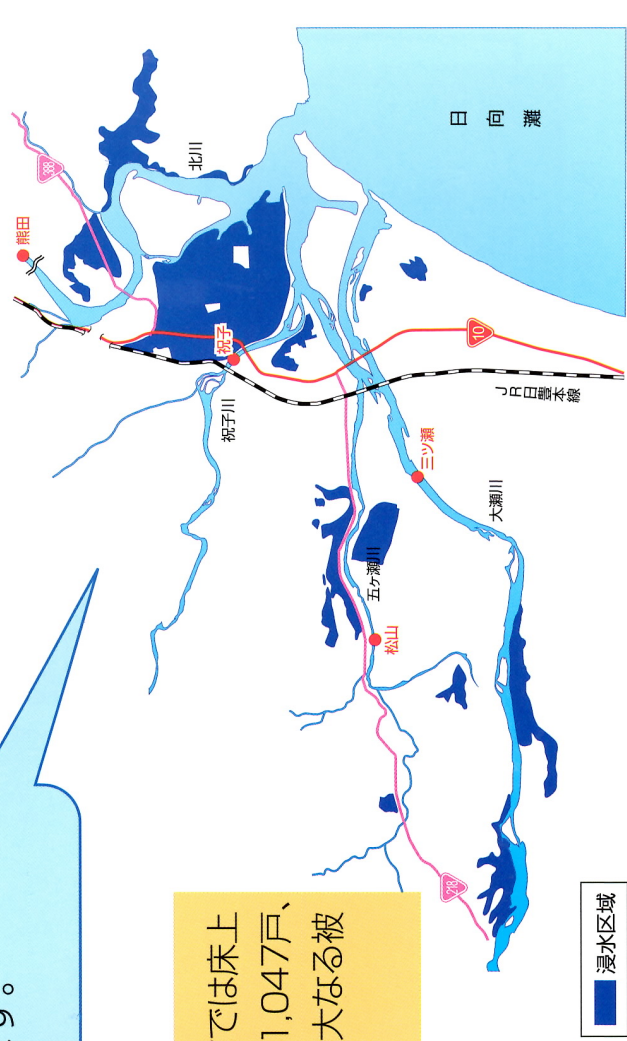 す。
では床上
1,047戸、
大なる被
熊田
388
北川
日向灘
祝子
祝子川
10
JR日豊本線
三ツ瀬
大瀬川
五ヶ瀬川
松山
218
浸水区域